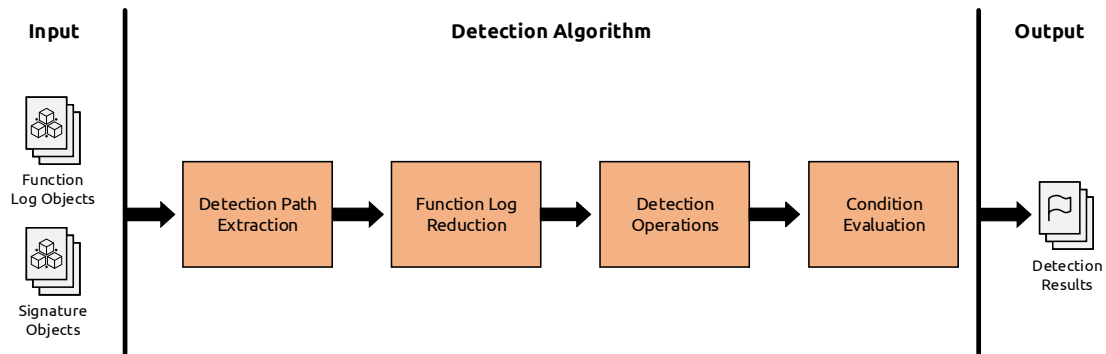 Input
Detection Algorithm
Output
Function
Log Objects
Signature
Objects
Detection Path
Extraction
Function Log
Reduction
Detection
Operations
Condition
Evaluation
Detection
Results